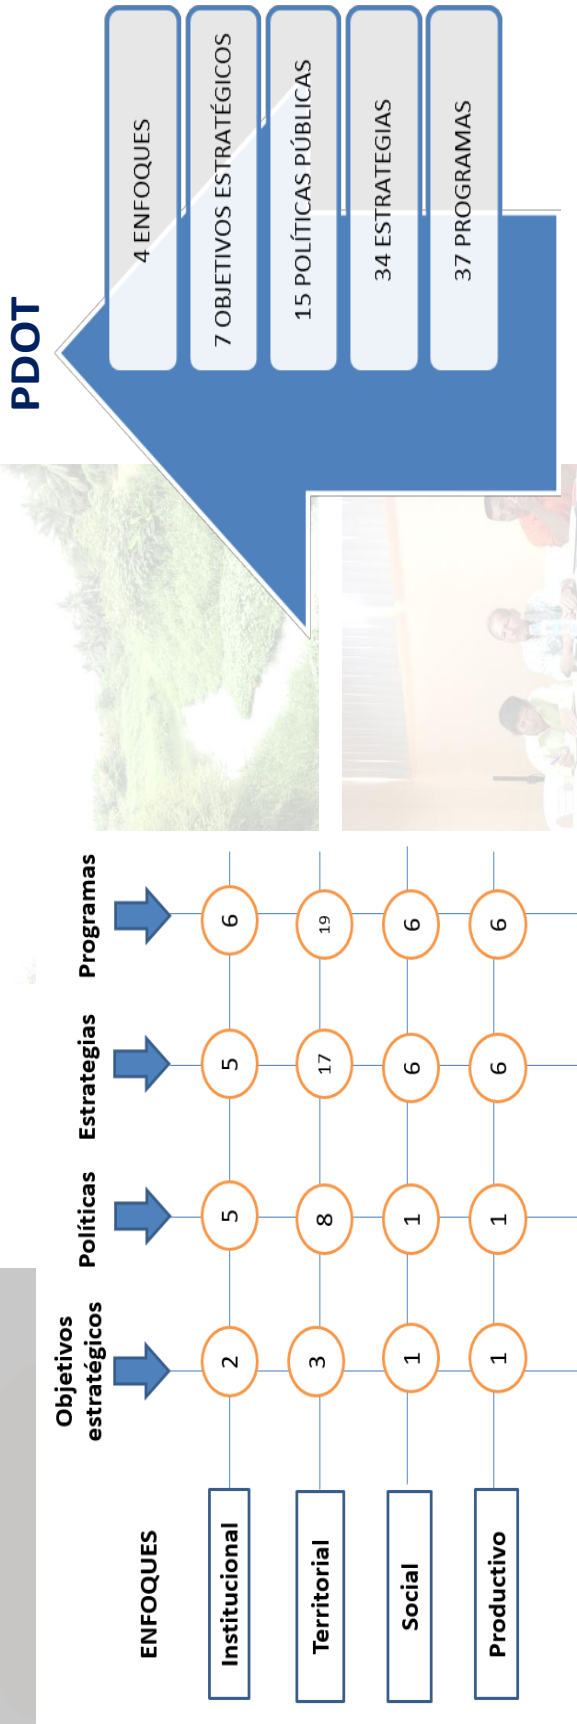 ENFOQUES
Objetivos
estratégicos
Políticas
Estrategias
Programas
Institucional
2
5
5
6
Territorial
3
8
17
19
Social
1
1
6
6
Productivo
1
1
6
6
PDOT
4 ENFOQUES
7 OBJETIVOS ESTRATÉGICOS
15 POLÍTICAS PÚBLICAS
34 ESTRATEGIAS
37 PROGRAMAS